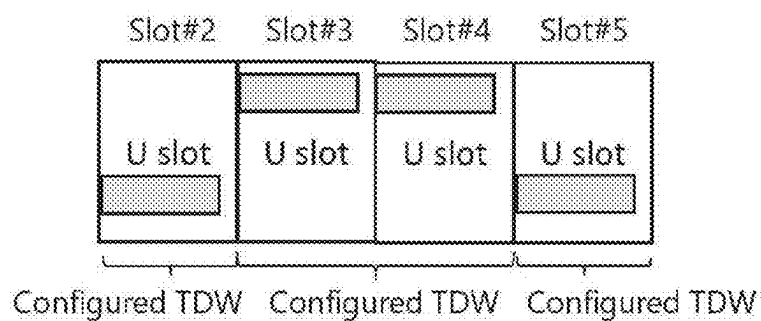 Slot#2 Slot#3 Slot#4 Slot#5
U slot U slot U slot U slot
Configured TDW Configured TDW Configured TDW